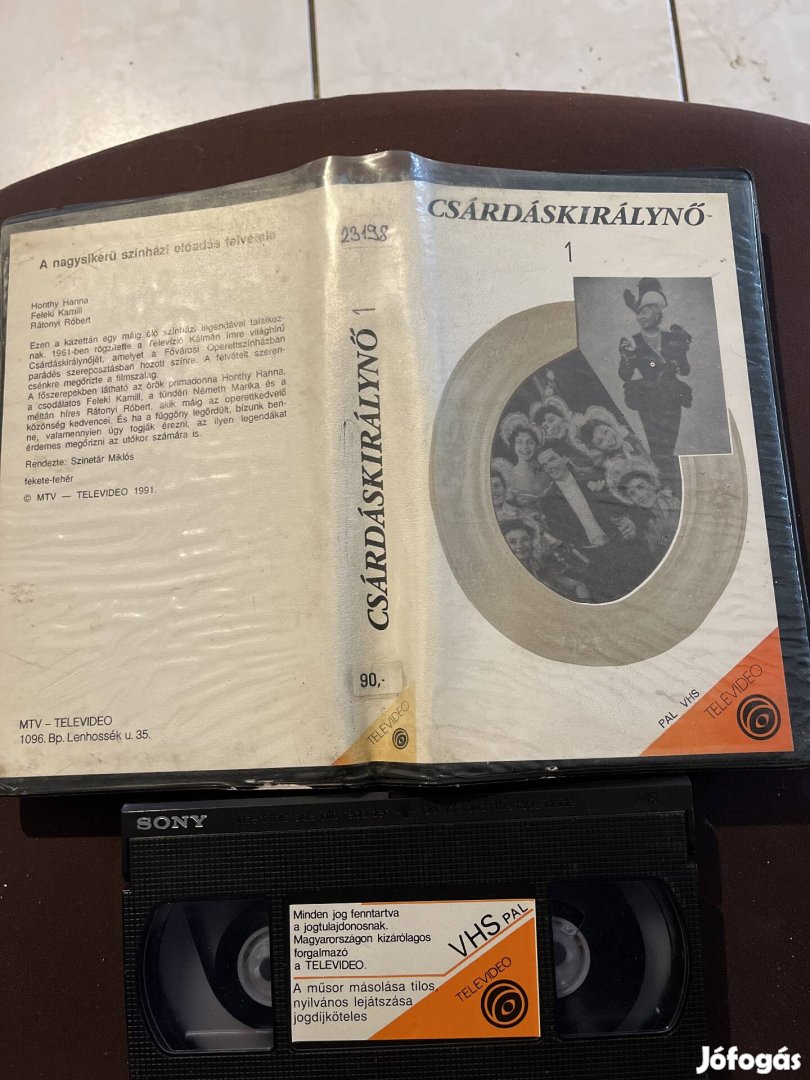 A nagysikerű színházi előadás felvétele
Honthy Hanna
Feleki Kamill
Rátonyi Róbert
Ezen a kazettán egy máig élő színházi legendával találkoz-
nak. 1961-ben rögzítette a Televízió Kálmán Imre világhírű
Csárdáskirálynőjét, amelyet a Fővárosi Operettszínházban
parádés szereposztásban hozott színre. A felvételt szeren-
csénkre megőrizte a filmszalag.
A főszerepekben látható az örök primadonna Honthy Hanna,
a csodálatos Feleki Kamill, a tündéri Németh Marika és a
méltán híres Rátonyi Róbert, akik máig az operettkedvelő
közönség kedvencei. És ha a függöny legördült, bízunk ben-
ne, valamennyien úgy fogják érezni, az ilyen legendákat
érdemes megőrizni az utókor számára is.
Rendezte: Szinetár Miklós
fekete-fehér
© MTV — TELEVIDEO 1991.
MTV – TELEVIDEO
1096. Bp. Lenhossék u. 35.
23198
CSÁRDÁSKIRÁLYNŐ 1
90,-
TELEVIDEO
CSÁRDÁSKIRÁLYNŐ
1
PAL VHS
TELEVIDEO
SONY
Minden jog fenntartva
a jogtulajdonosnak.
Magyarországon kizárólagos
forgalmazó
a TELEVIDEO.
A műsor másolása tilos,
nyilvános lejátszása
jogdíjköteles
VHS PAL
TELEVIDEO
Jófogás